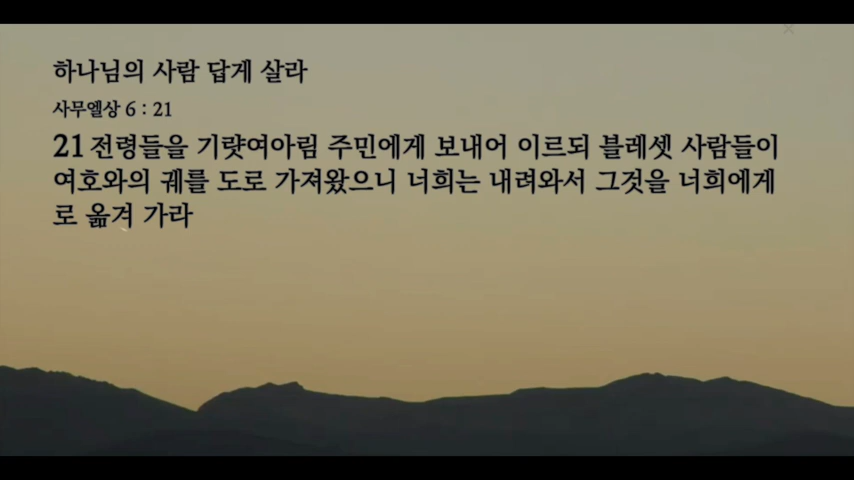 하나님의 사람 답게 살라
사무엘상 6 : 21
21 전령들을 기럇여아림 주민에게 보내어 이르되 블레셋 사람들이
여호와의 궤를 도로 가져왔으니 너희는 내려와서 그것을 너희에게
로 옮겨 가라